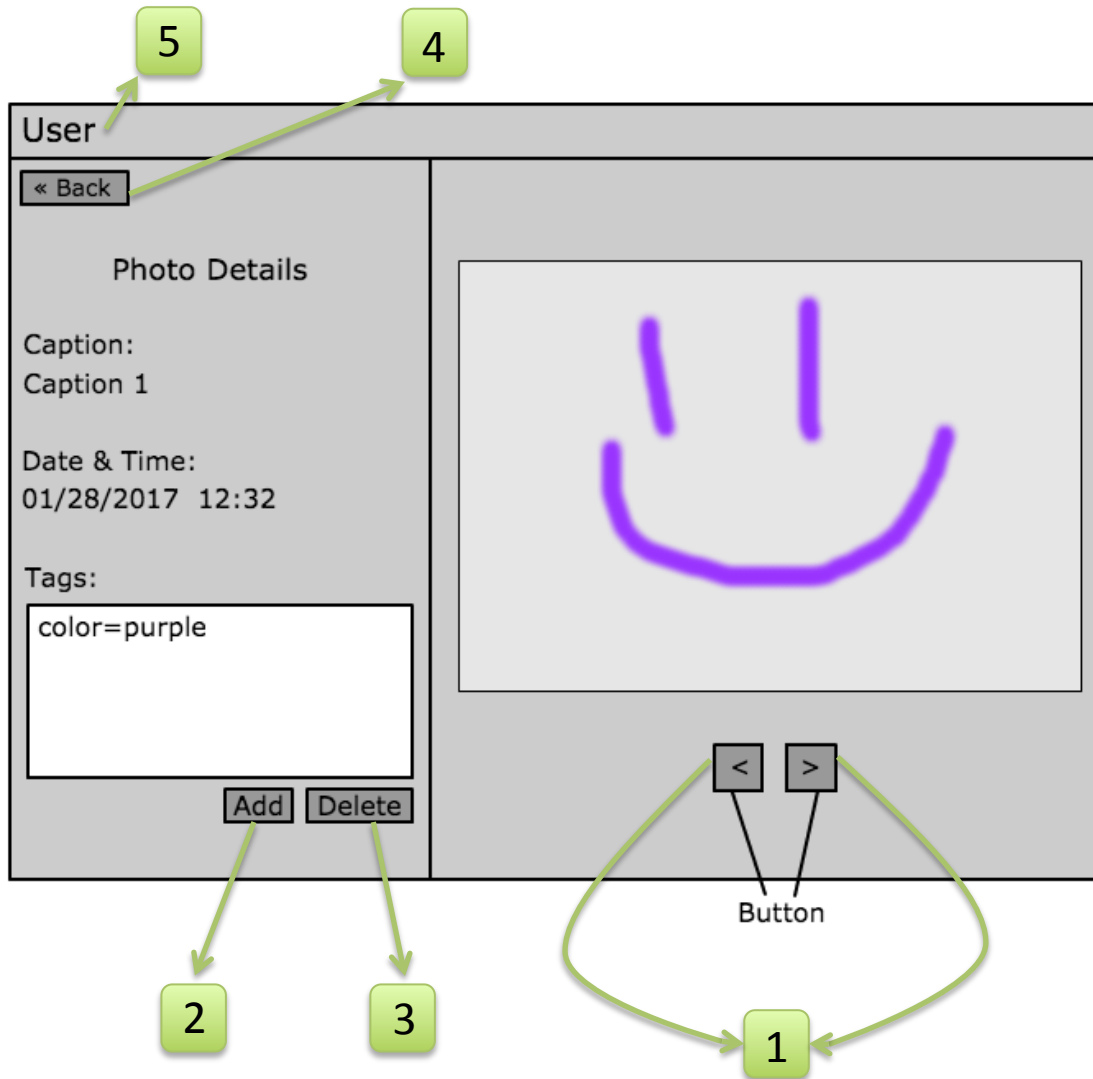 5
4
User
« Back
Photo Details
Caption:
Caption 1
Date & Time:
01/28/2017 12:32
Tags:
color=purple
Add Delete
< >
Button
2
3
1